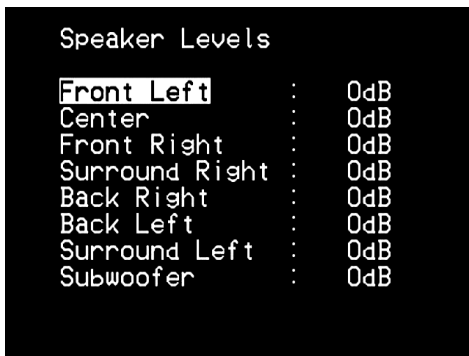 Speaker Levels
Front Left : 0dB
Center : 0dB
Front Right : 0dB
Surround Right : 0dB
Back Right : 0dB
Back Left : 0dB
Surround Left : 0dB
Subwoofer : 0dB